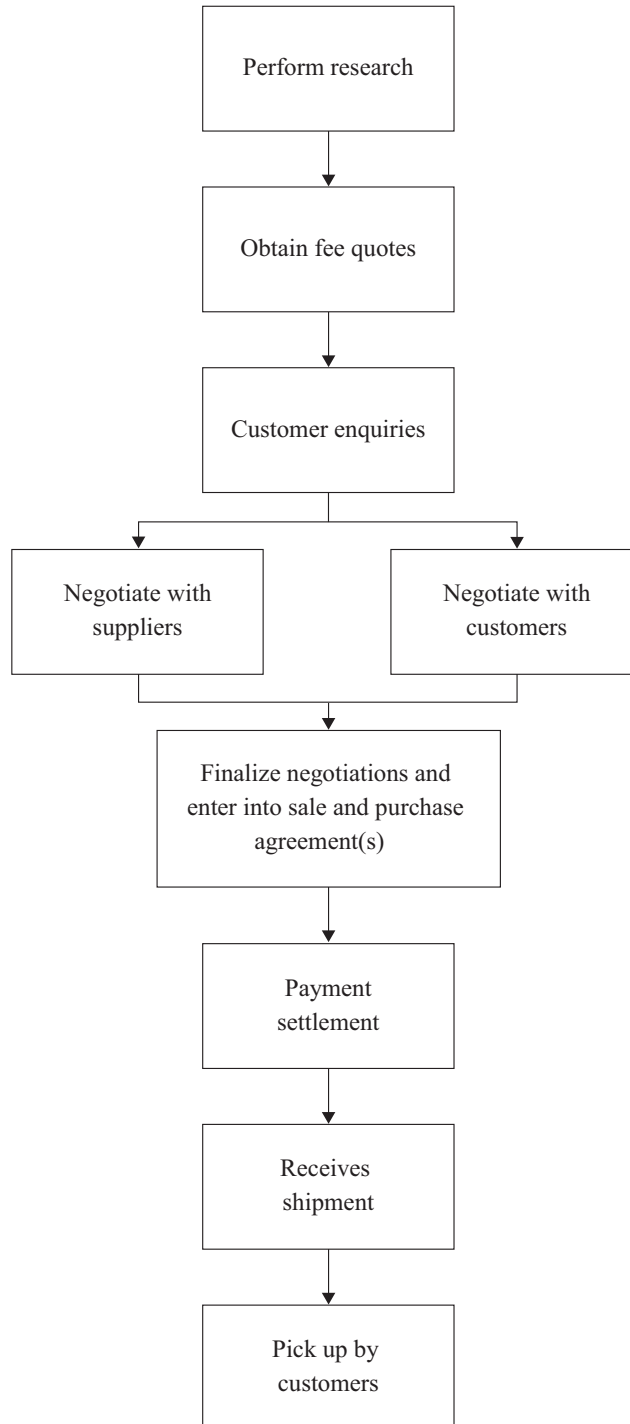 Perform research
Obtain fee quotes
Customer enquiries
Negotiate with
suppliers
Negotiate with
customers
Finalize negotiations and
enter into sale and purchase
agreement(s)
Payment
settlement
Receives
shipment
Pick up by
customers